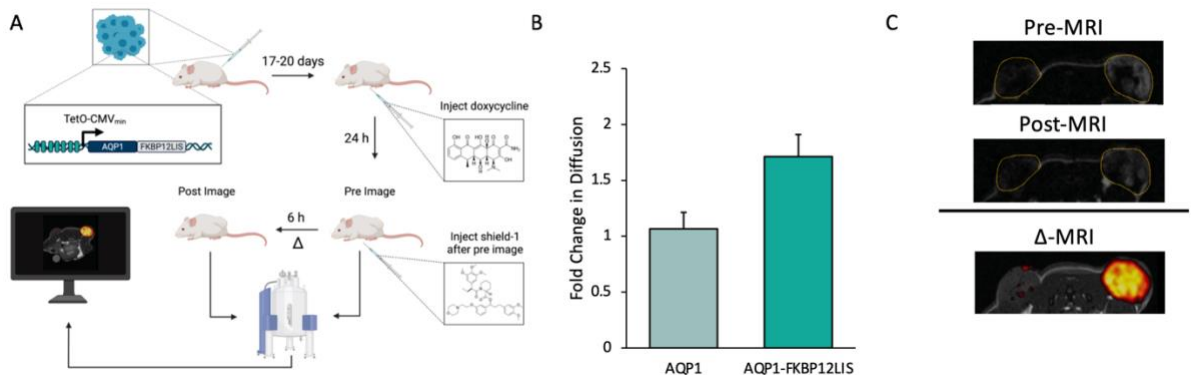 A
17-20 days
Inject doxycycline
TetO-CMVmin
AQP1
FKBP12LIS
24 h
Post Image
Pre Image
6 h
Δ
Inject shield-1
after pre image
B
Fold Change in Diffusion
2.5
2
1.5
1
0.5
0
AQP1
AQP1-FKBP12LIS
C
Pre-MRI
Post-MRI
Δ-MRI